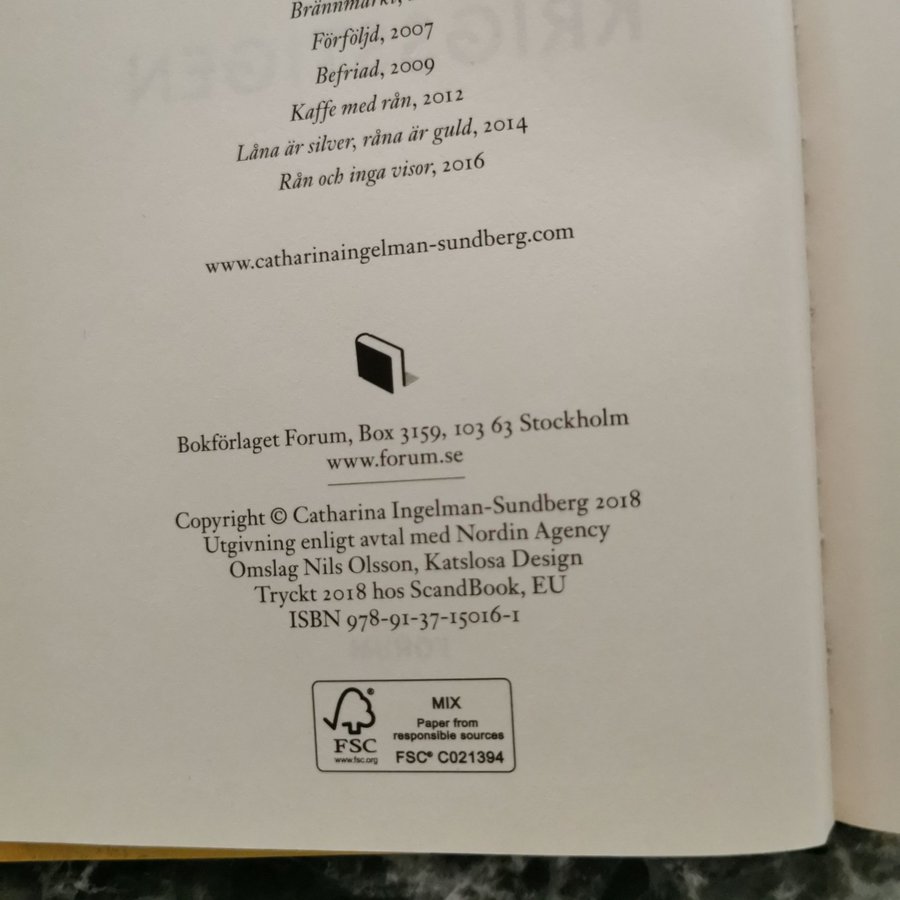 Brännmärkt,
Förföljd, 2007
Befriad, 2009
Kaffe med rån, 2012
Låna är silver, råna är guld, 2014
Rån och inga visor, 2016
www.catharinaingelman-sundberg.com
Bokförlaget Forum, Box 3159, 103 63 Stockholm
www.forum.se
Copyright © Catharina Ingelman-Sundberg 2018
Utgivning enligt avtal med Nordin Agency
Omslag Nils Olsson, Katslosa Design
Tryckt 2018 hos ScandBook, EU
ISBN 978-91-37-15016-1
FSC®
www.fsc.org
MIX
Paper from
responsible sources
FSC® C021394